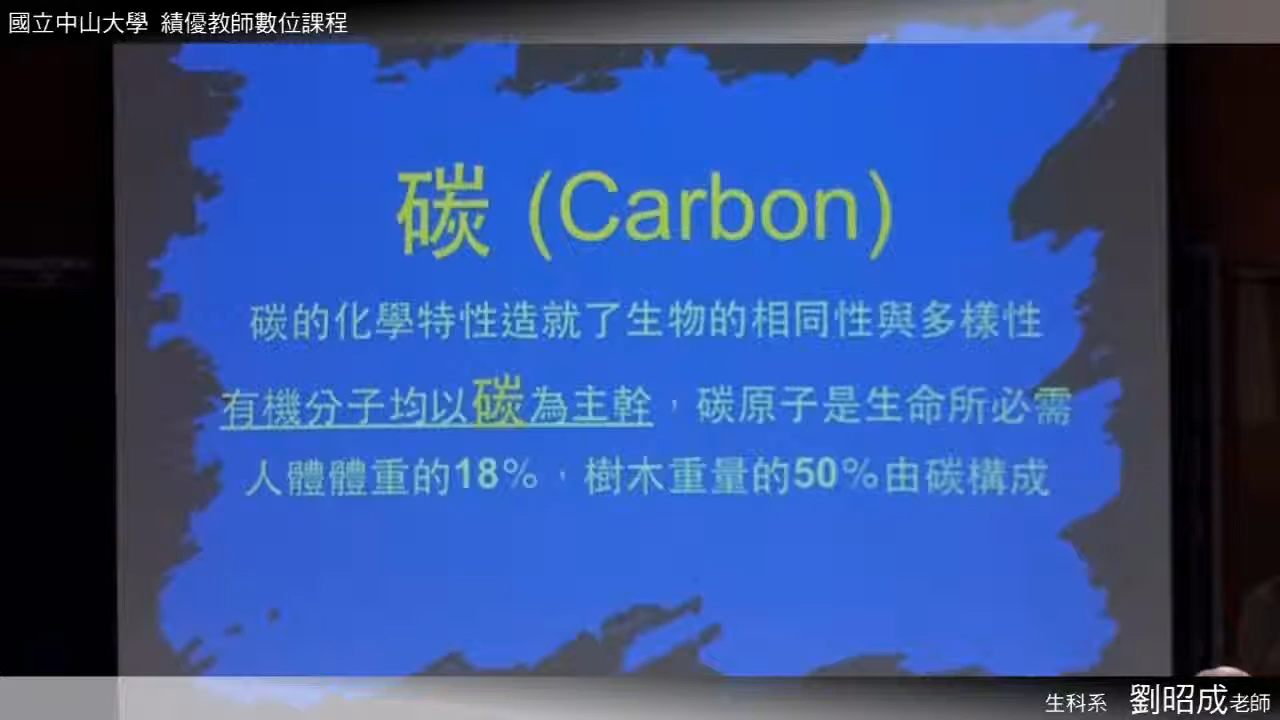 國立中山大學 績優教師數位課程
碳 (Carbon)
碳的化學特性造就了生物的相同性與多樣性
有機分子均以碳為主幹，碳原子是生命所必需
人體體重的18%，樹木重量的50%由碳構成
生科系 劉昭成老師